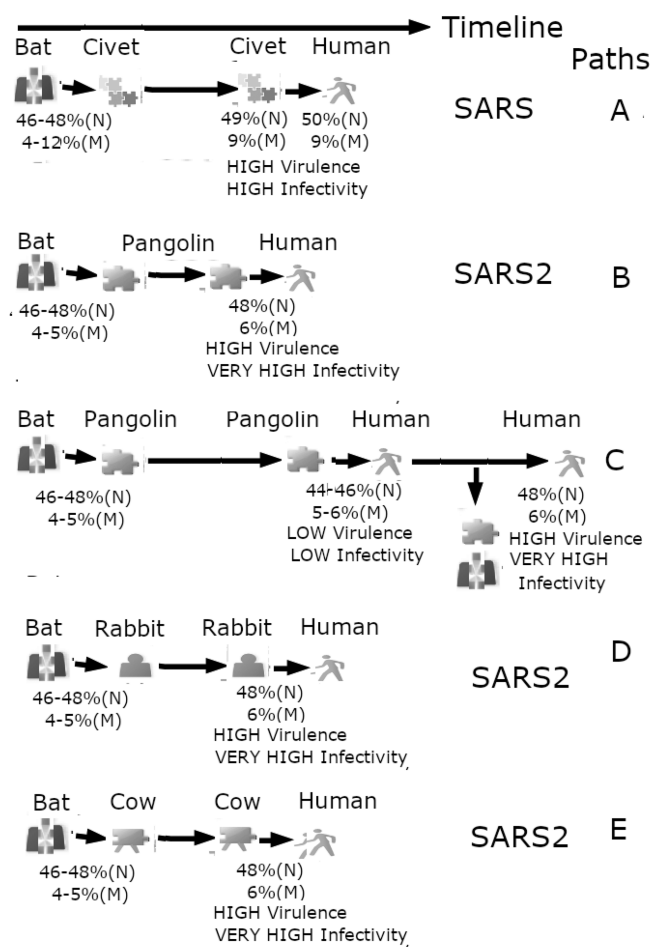 Timeline
Paths
Bat Civet Civet Human
46-48%(N) 49%(N) 50%(N)
4-12%(M) 9%(M) 9%(M)
HIGH Virulence
HIGH Infectivity
SARS A
Bat Pangolin Human
46-48%(N) 48%(N)
4-5%(M) 6%(M)
HIGH Virulence
VERY HIGH Infectivity
SARS2 B
Bat Pangolin Pangolin Human Human
C
46-48%(N) 44-46%(N) 48%(N)
4-5%(M) 5-6%(M) 6%(M)
LOW Virulence HIGH Virulence
LOW Infectivity VERY HIGH
Infectivity
Bat Rabbit Rabbit Human
46-48%(N) 48%(N)
4-5%(M) 6%(M)
HIGH Virulence
VERY HIGH Infectivity
SARS2 D
Bat Cow Cow Human
46-48%(N) 48%(N)
4-5%(M) 6%(M)
HIGH Virulence
VERY HIGH Infectivity
SARS2 E